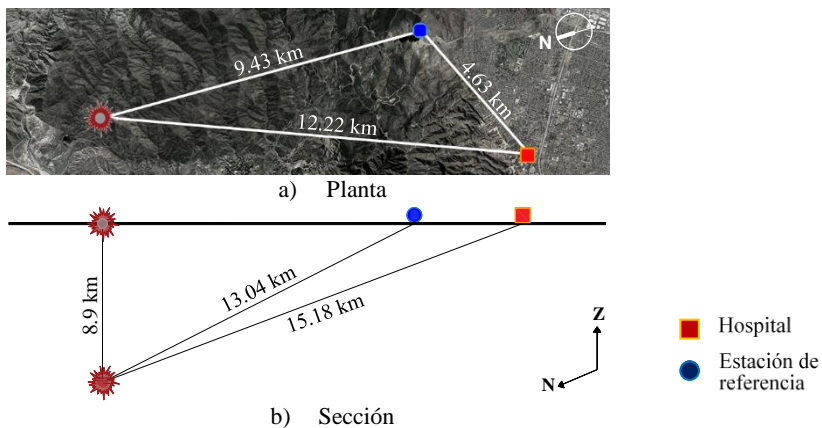 N
9.43 km
4.63 km
12.22 km
a) Planta
8.9 km
13.04 km
15.18 km
Z
N
Hospital
Estación de
referencia
b) Sección